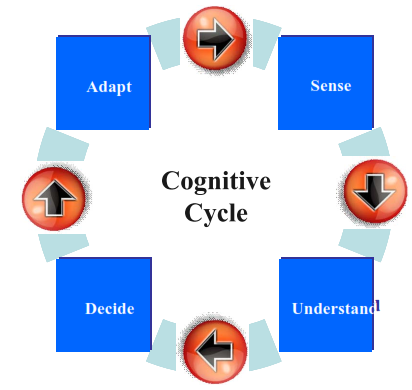 Adapt
Sense
Cognitive
Cycle
Decide
Understand